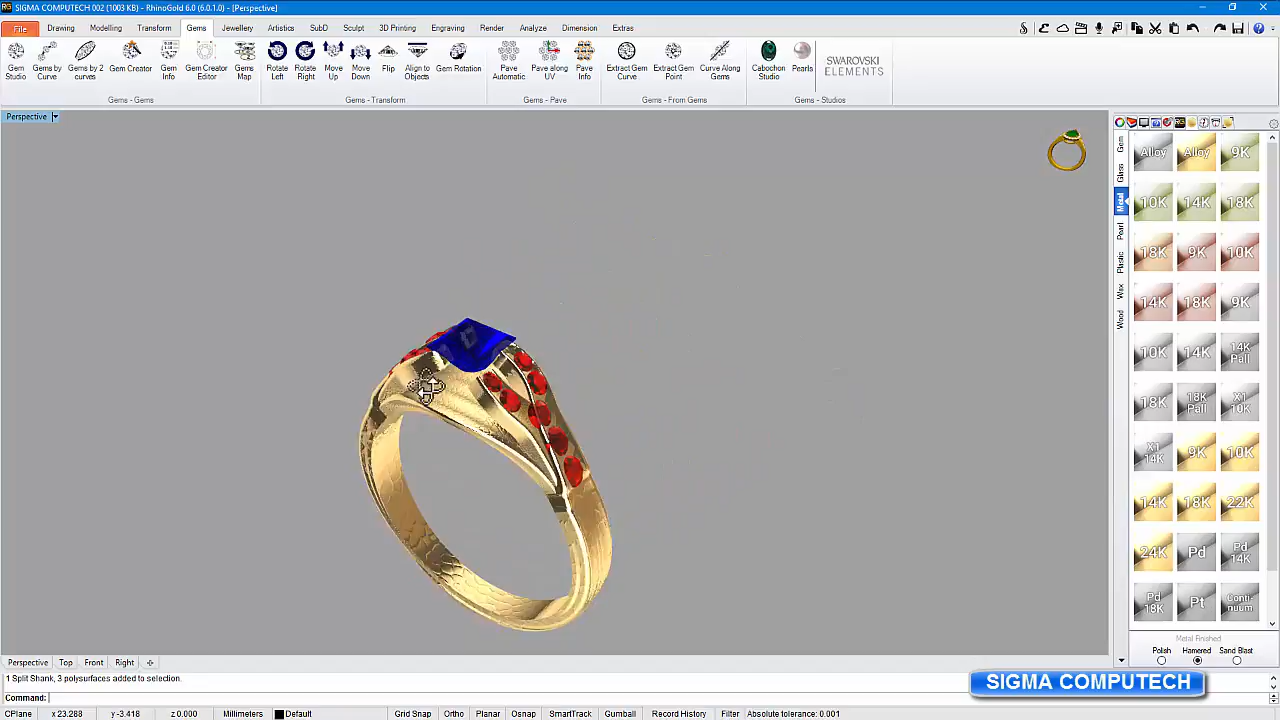 SIGMA COMPUTECH 002 (1003 KB) - RhinoGold 6.0 (6.0.1.0) - [Perspective]
File Drawing Modelling Transform Gems Jewellery Artistics SubD Sculpt 3D Printing Engraving Render Analyze Dimension Extras
Gem Studio Gems by Curve Gems by 2 curves Gem Creator Gem Info Gem Creator Editor Gem Map Rotate Left Rotate Right Move Up Move Down Flip Align to Objects Gem Rotation Pave Automatic Pave along UV Pave Info Extract Gem Curve Extract Gem Point Curve Along Gems Cabochon Studio Pearls SWAROVSKI ELEMENTS
Gems - Gems Gems - Transform Gems - Pave Gems - From Gems Gems - Studios
Perspective
Gem
Glass
Metal
Pearl
Plastic
Wax
Wood
Alloy Alloy 9K
10K 14K 18K
18K 9K 10K
14K 18K 9K
10K 18K 14K Pall
18K 18K Pall X1 10K
X1 14K 9K 10K
14K 18K 22K
24K Pd Pd 14K
Pd 18K Pt Conti-nuum
Metal Finished
Polish Hamered Sand Blast
Perspective Top Front Right
1 Split Shank, 3 polysurfaces added to selection.
SIGMA COMPUTECH
Command:
CPlane x 23.288 y -3.418 z 0.000 Millimeters Default Grid Snap Ortho Planar Osnap SmartTrack Gumball Record History Filter Absolute tolerance: 0.001